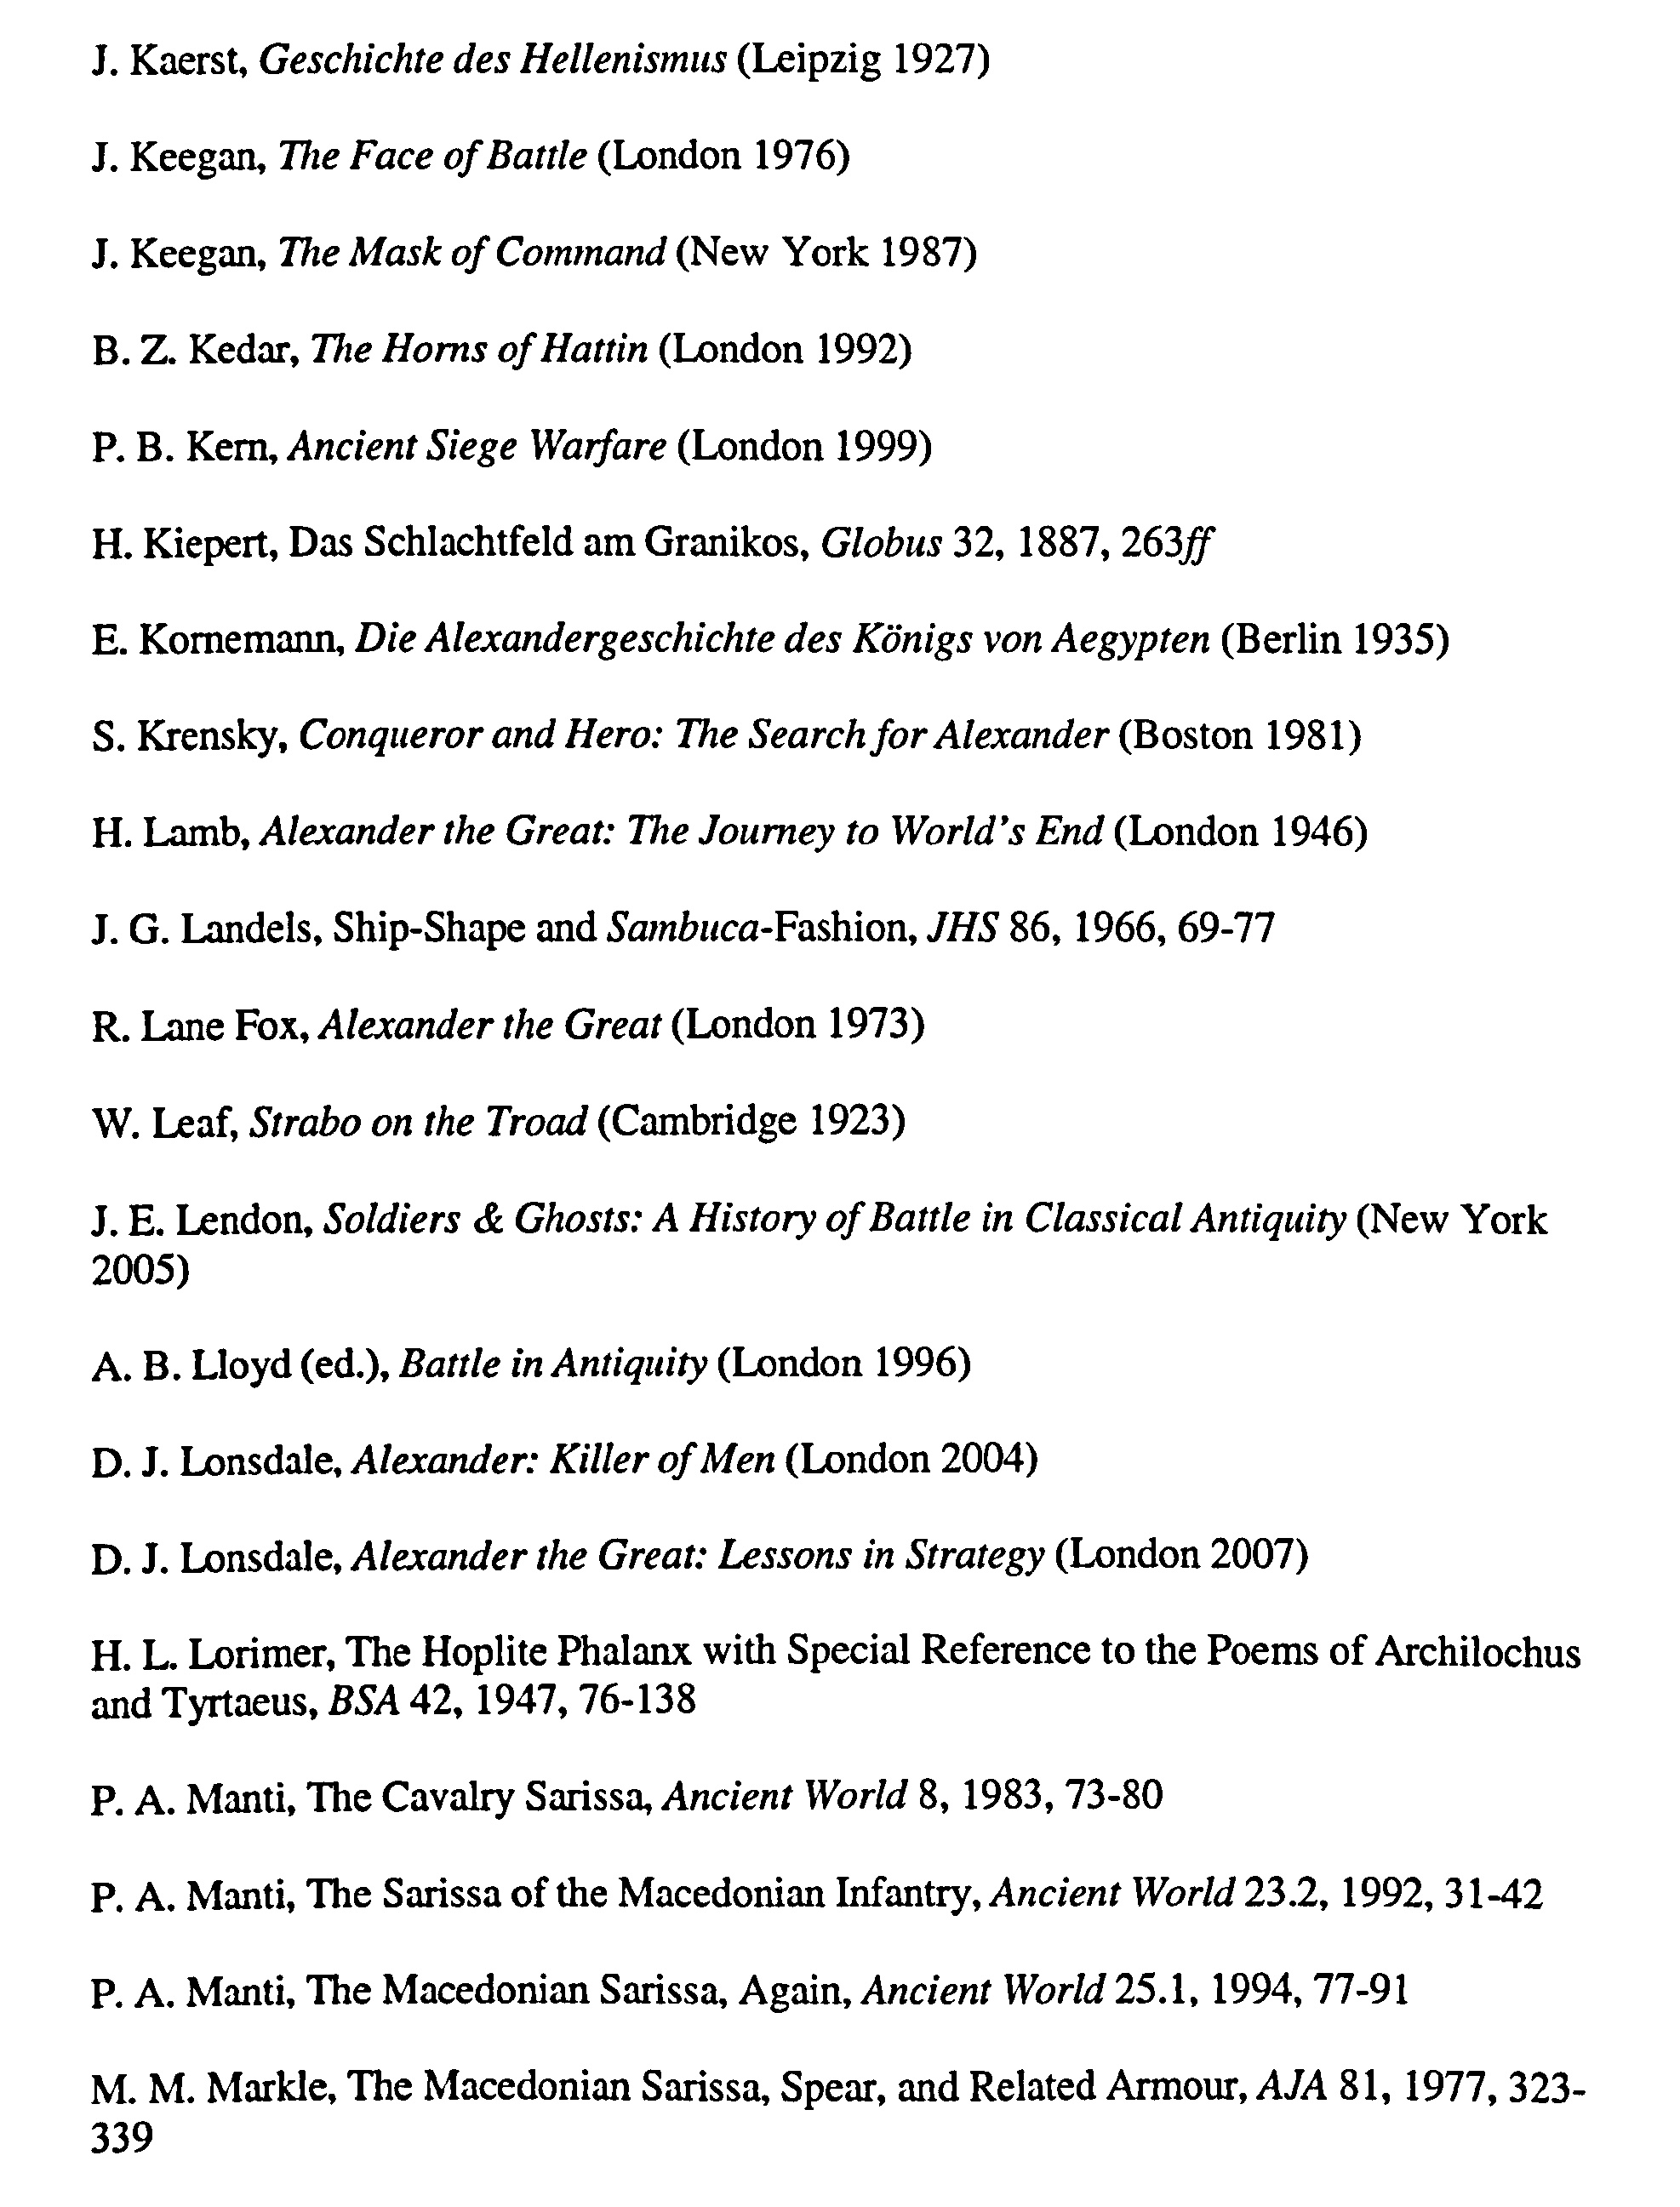 J. Kaerst, Geschichte des Hellenismus (Leipzig 1927)
J. Keegan, The Face of Battle (London 1976)
J. Keegan, The Mask of Command (New York 1987)
B. Z. Kedar, The Horns of Hattin (London 1992)
P. B. Kern, Ancient Siege Warfare (London 1999)
H. Kiepert, Das Schlachtfeld am Granikos, Globus 32, 1887, 263ff
E. Kornemann, Die Alexandergeschichte des Königs von Aegypten (Berlin 1935)
S. Krensky, Conqueror and Hero: The Search for Alexander (Boston 1981)
H. Lamb, Alexander the Great: The Journey to World's End (London 1946)
J. G. Landels, Ship-Shape and Sambuca-Fashion, JHS 86, 1966, 69-77
R. Lane Fox, Alexander the Great (London 1973)
W. Leaf, Strabo on the Troad (Cambridge 1923)
J. E. Lendon, Soldiers & Ghosts: A History of Battle in Classical Antiquity (New York
2005)
A. B. Lloyd (ed.), Battle in Antiquity (London 1996)
D. J. Lonsdale, Alexander: Killer of Men (London 2004)
D. J. Lonsdale, Alexander the Great: Lessons in Strategy (London 2007)
H. L. Lorimer, The Hoplite Phalanx with Special Reference to the Poems of Archilochus
and Tyrtaeus, BSA 42, 1947, 76-138
P. A. Manti, The Cavalry Sarissa, Ancient World 8, 1983, 73-80
P. A. Manti, The Sarissa of the Macedonian Infantry, Ancient World 23.2, 1992, 31-42
P. A. Manti, The Macedonian Sarissa, Again, Ancient World 25.1, 1994, 77-91
M. M. Markle, The Macedonian Sarissa, Spear, and Related Armour, AJA 81, 1977, 323-
339